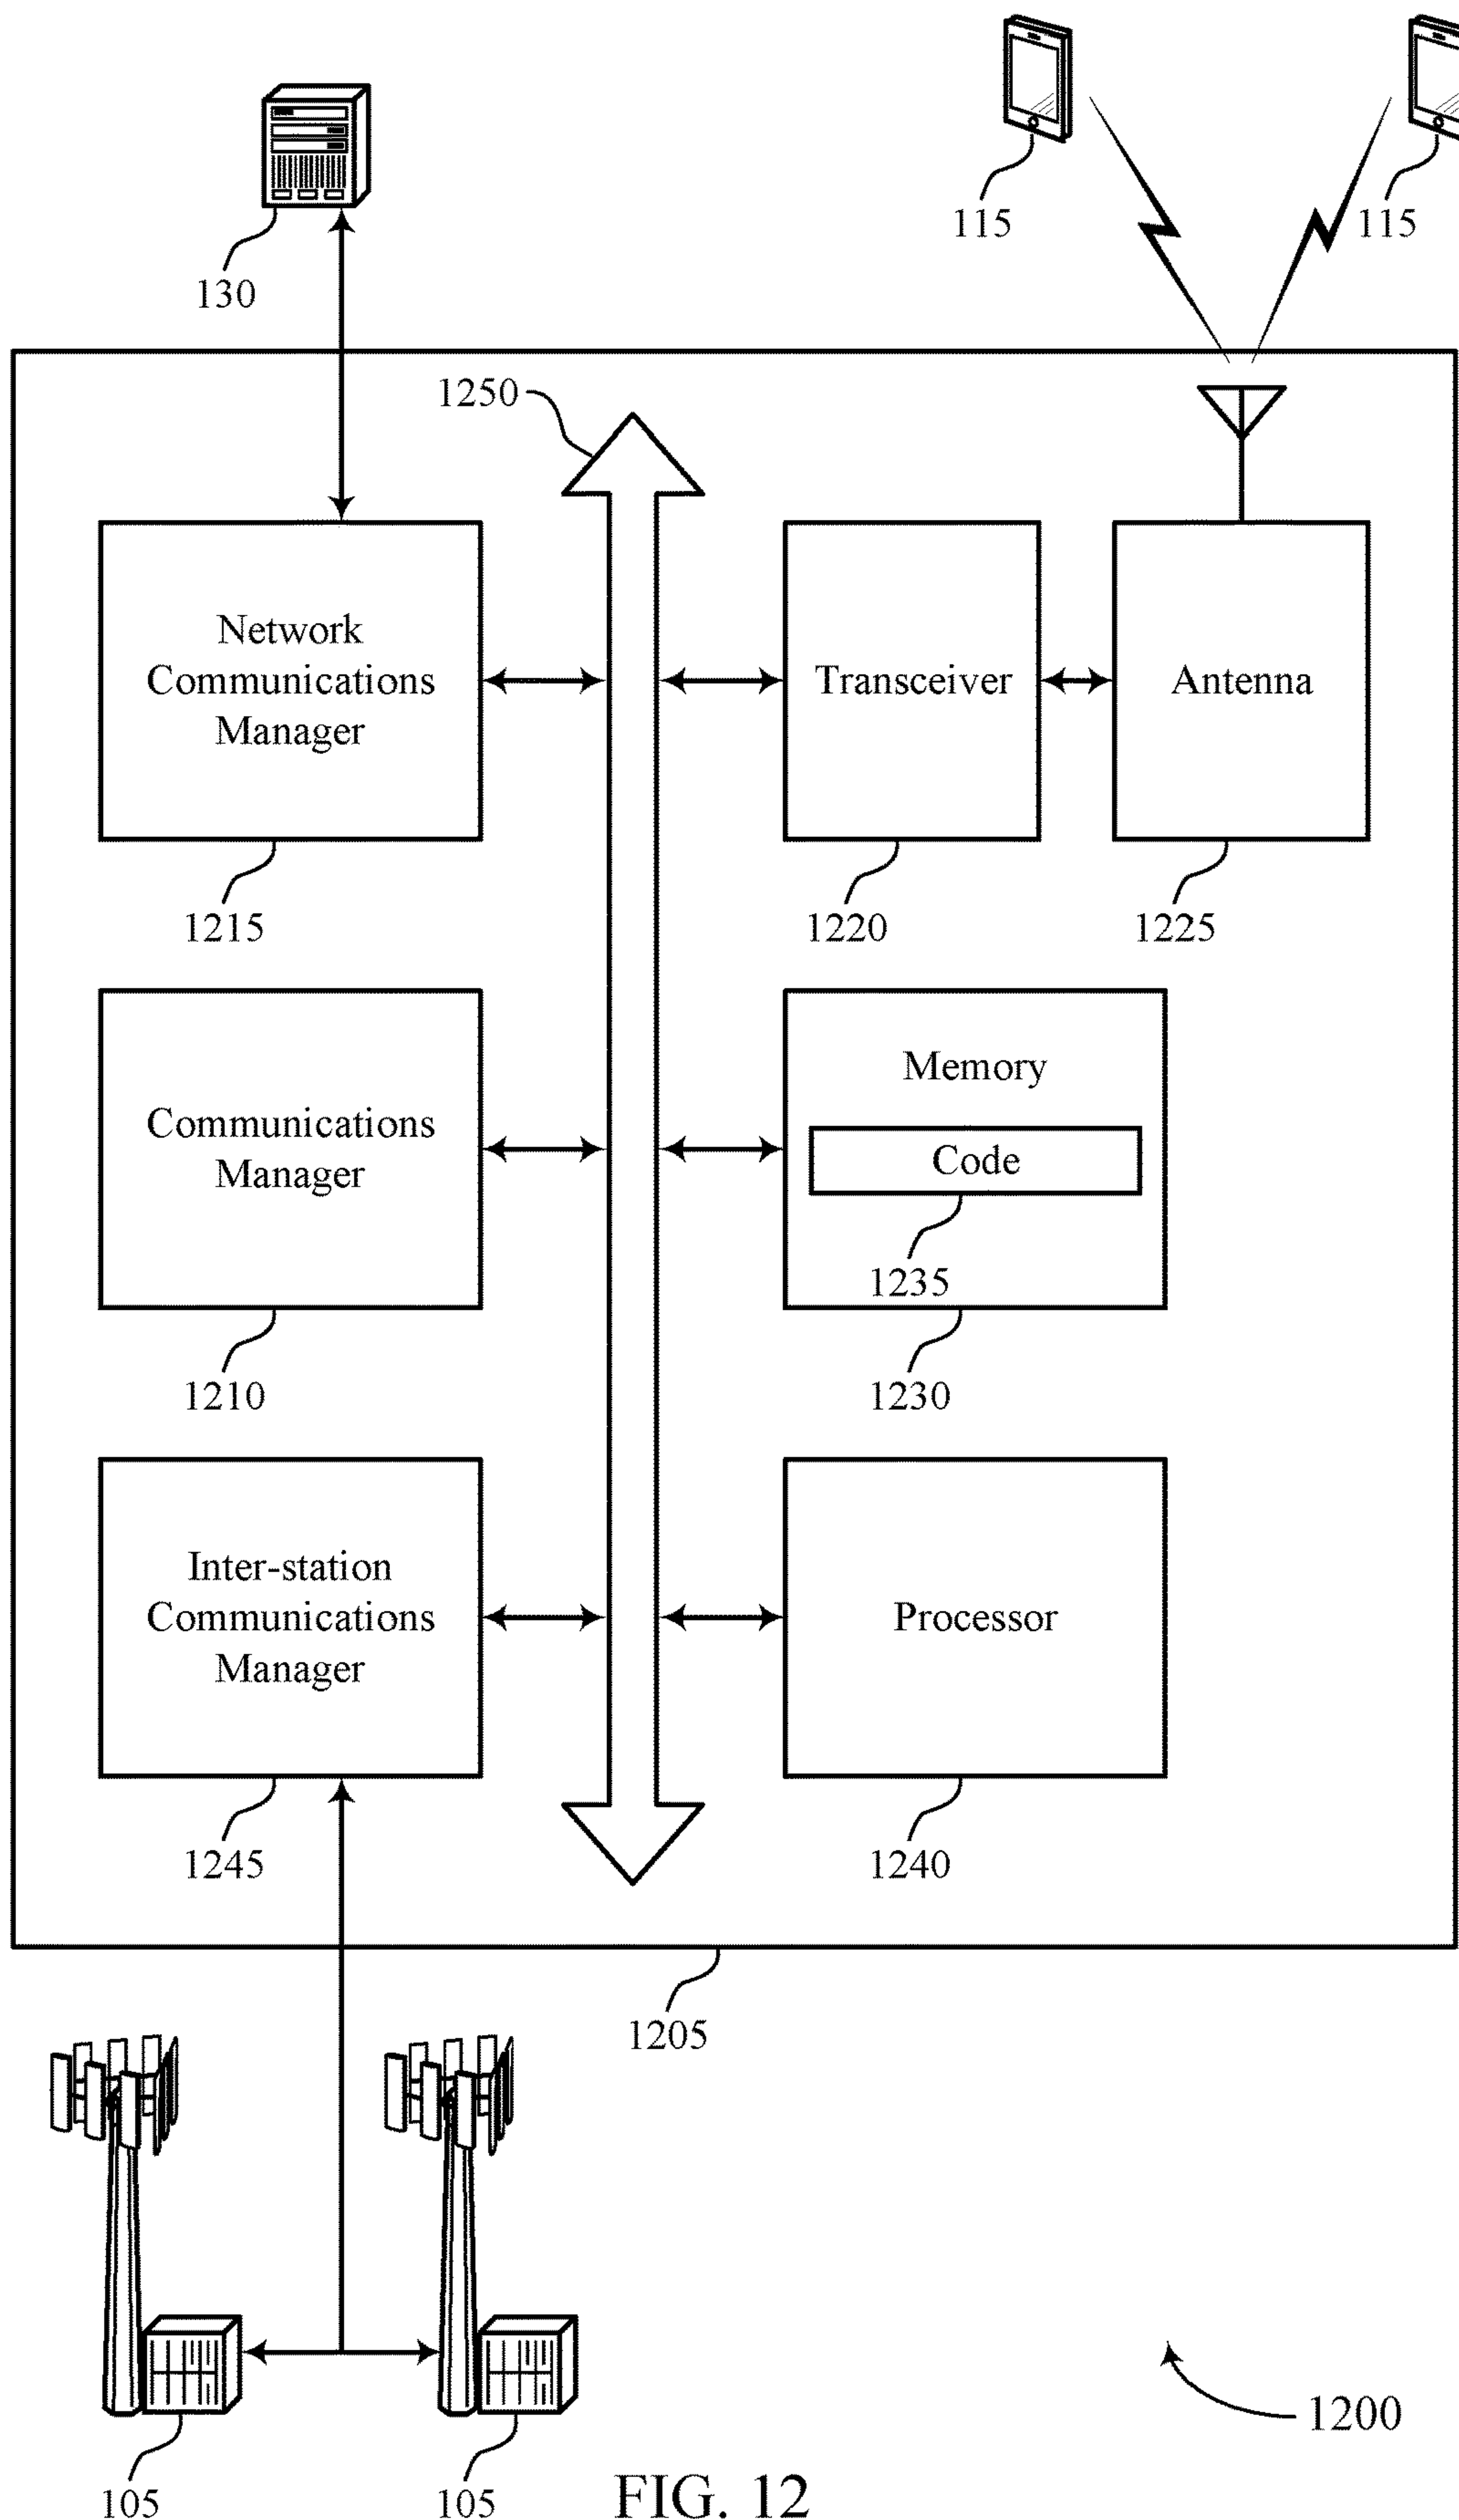 115
115
130
1250
Network
Communications
Manager
Transceiver
Antenna
1215
1220
1225
Communications
Manager
Memory
Code
1235
1210
1230
Inter-station
Communications
Manager
Processor
1245
1240
1205
1200
105
105
FIG. 12